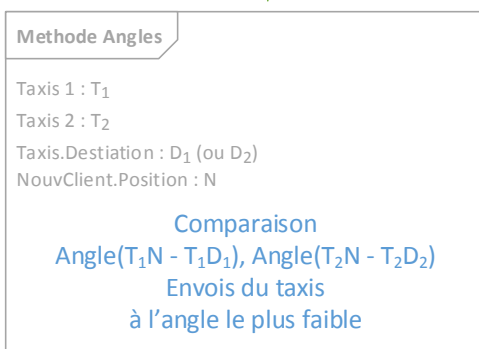 Methode Angles
Taxis 1 : T₁
Taxis 2 : T₂
Taxis.Destiation : D₁ (ou D₂)
NouvClient.Position : N
Comparaison
Angle(T₁N - T₁D₁), Angle(T₂N - T₂D₂)
Envois du taxis
à l’angle le plus faible